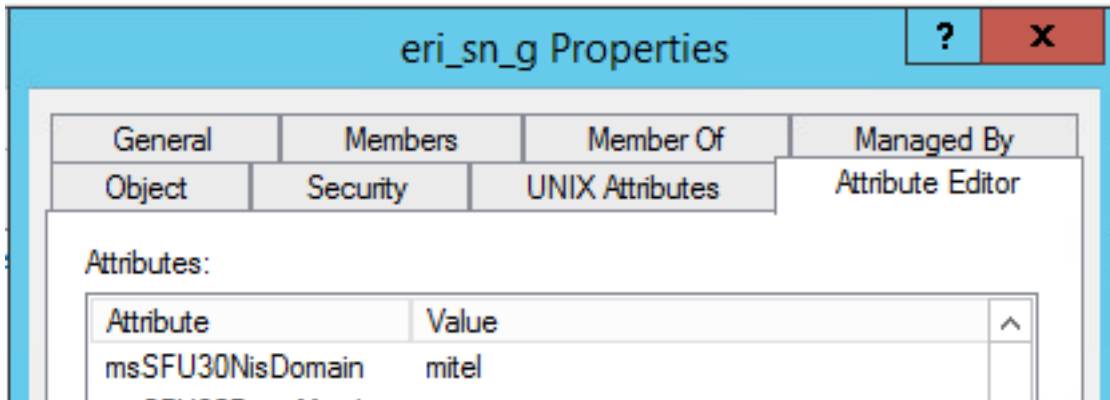 eri_sn_g Properties ? x
General Members Member Of Managed By
Object Security UNIX Attributes Attribute Editor
Attributes:
Attribute Value
msSFU30NisDomain mitel